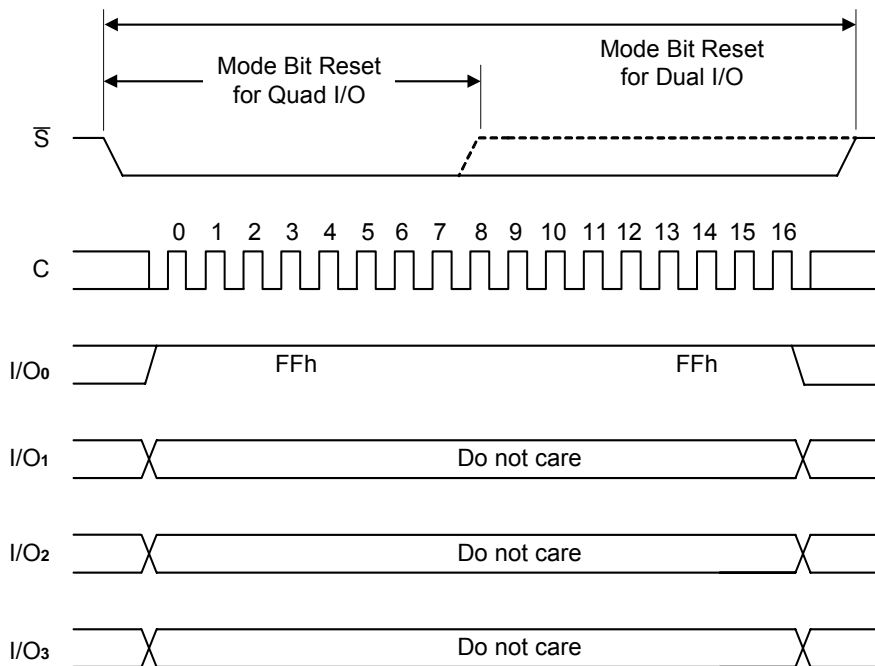 Mode Bit Reset
for Quad I/O
Mode Bit Reset
for Dual I/O
S
0 1 2 3 4 5 6 7 8 9 10 11 12 13 14 15 16
C
I/O0 FFh FFh
I/O1 Do not care
I/O2 Do not care
I/O3 Do not care